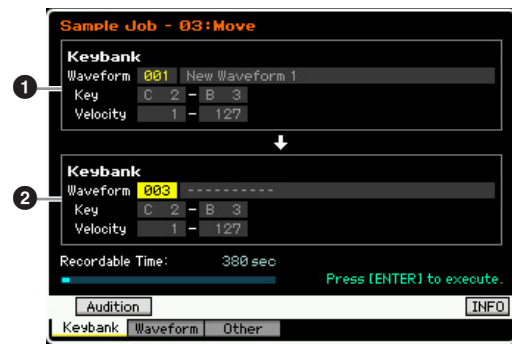 Sample Job - 03:Move
Keybank
Waveform 001 New Waveform 1
Key C 2 - B 3
Velocity 1 - 127
1
Keybank
Waveform 003 ----------
Key C 2 - B 3
Velocity 1 - 127
2
Recordable Time: 380 sec
Press [ENTER] to execute.
Audition INFO
Keybank Waveform Other